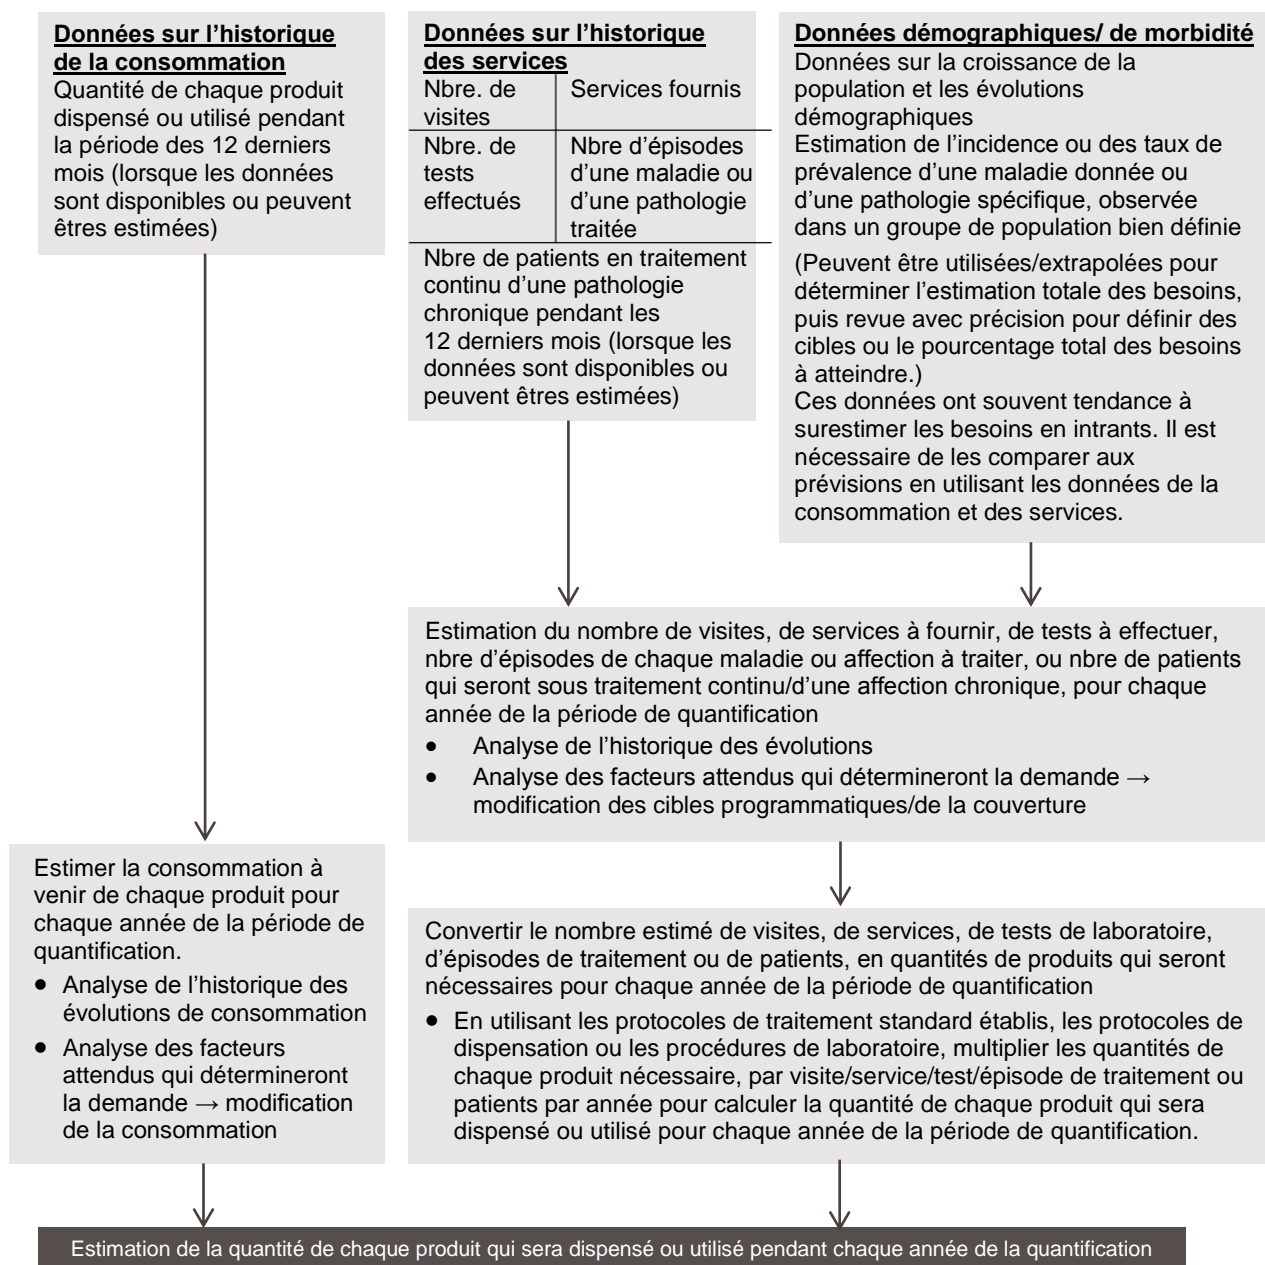 Données sur l’historique
de la consommation
Quantité de chaque produit
dispensé ou utilisé pendant
la période des 12 derniers
mois (lorsque les données
sont disponibles ou peuvent
êtres estimées)
Données sur l’historique
des services
Nbre. de
visites
Services fournis
Nbre. de
tests
effectués
Nbre d’épisodes
d’une maladie ou
d’une pathologie
traitée
Nbre de patients en traitement
continu d’une pathologie
chronique pendant les
12 derniers mois (lorsque les
données sont disponibles ou
peuvent êtres estimées)
Données démographiques/ de morbidité
Données sur la croissance de la
population et les évolutions
démographiques
Estimation de l’incidence ou des taux de
prévalence d’une maladie donnée ou
d’une pathologie spécifique, observée
dans un groupe de population bien définie
(Peuvent être utilisées/extrapolées pour
déterminer l’estimation totale des besoins,
puis revue avec précision pour définir des
cibles ou le pourcentage total des besoins
à atteindre.)
Ces données ont souvent tendance à
surestimer les besoins en intrants. Il est
nécessaire de les comparer aux
prévisions en utilisant les données de la
consommation et des services.
Estimation du nombre de visites, de services à fournir, de tests à effectuer,
nbre d’épisodes de chaque maladie ou affection à traiter, ou nbre de patients
qui seront sous traitement continu/d’une affection chronique, pour chaque
année de la période de quantification
• Analyse de l’historique des évolutions
• Analyse des facteurs attendus qui détermineront la demande →
modification des cibles programmatiques/de la couverture
Estimer la consommation à
venir de chaque produit pour
chaque année de la période de
quantification.
• Analyse de l’historique des
évolutions de consommation
• Analyse des facteurs
attendus qui détermineront
la demande → modification
de la consommation
Convertir le nombre estimé de visites, de services, de tests de laboratoire,
d’épisodes de traitement ou de patients, en quantités de produits qui seront
nécessaires pour chaque année de la période de quantification
• En utilisant les protocoles de traitement standard établis, les protocoles de
dispensation ou les procédures de laboratoire, multiplier les quantités de
chaque produit nécessaire, par visite/service/test/épisode de traitement ou
patients par année pour calculer la quantité de chaque produit qui sera
dispensé ou utilisé pour chaque année de la période de quantification.
Estimation de la quantité de chaque produit qui sera dispensé ou utilisé pendant chaque année de la quantification